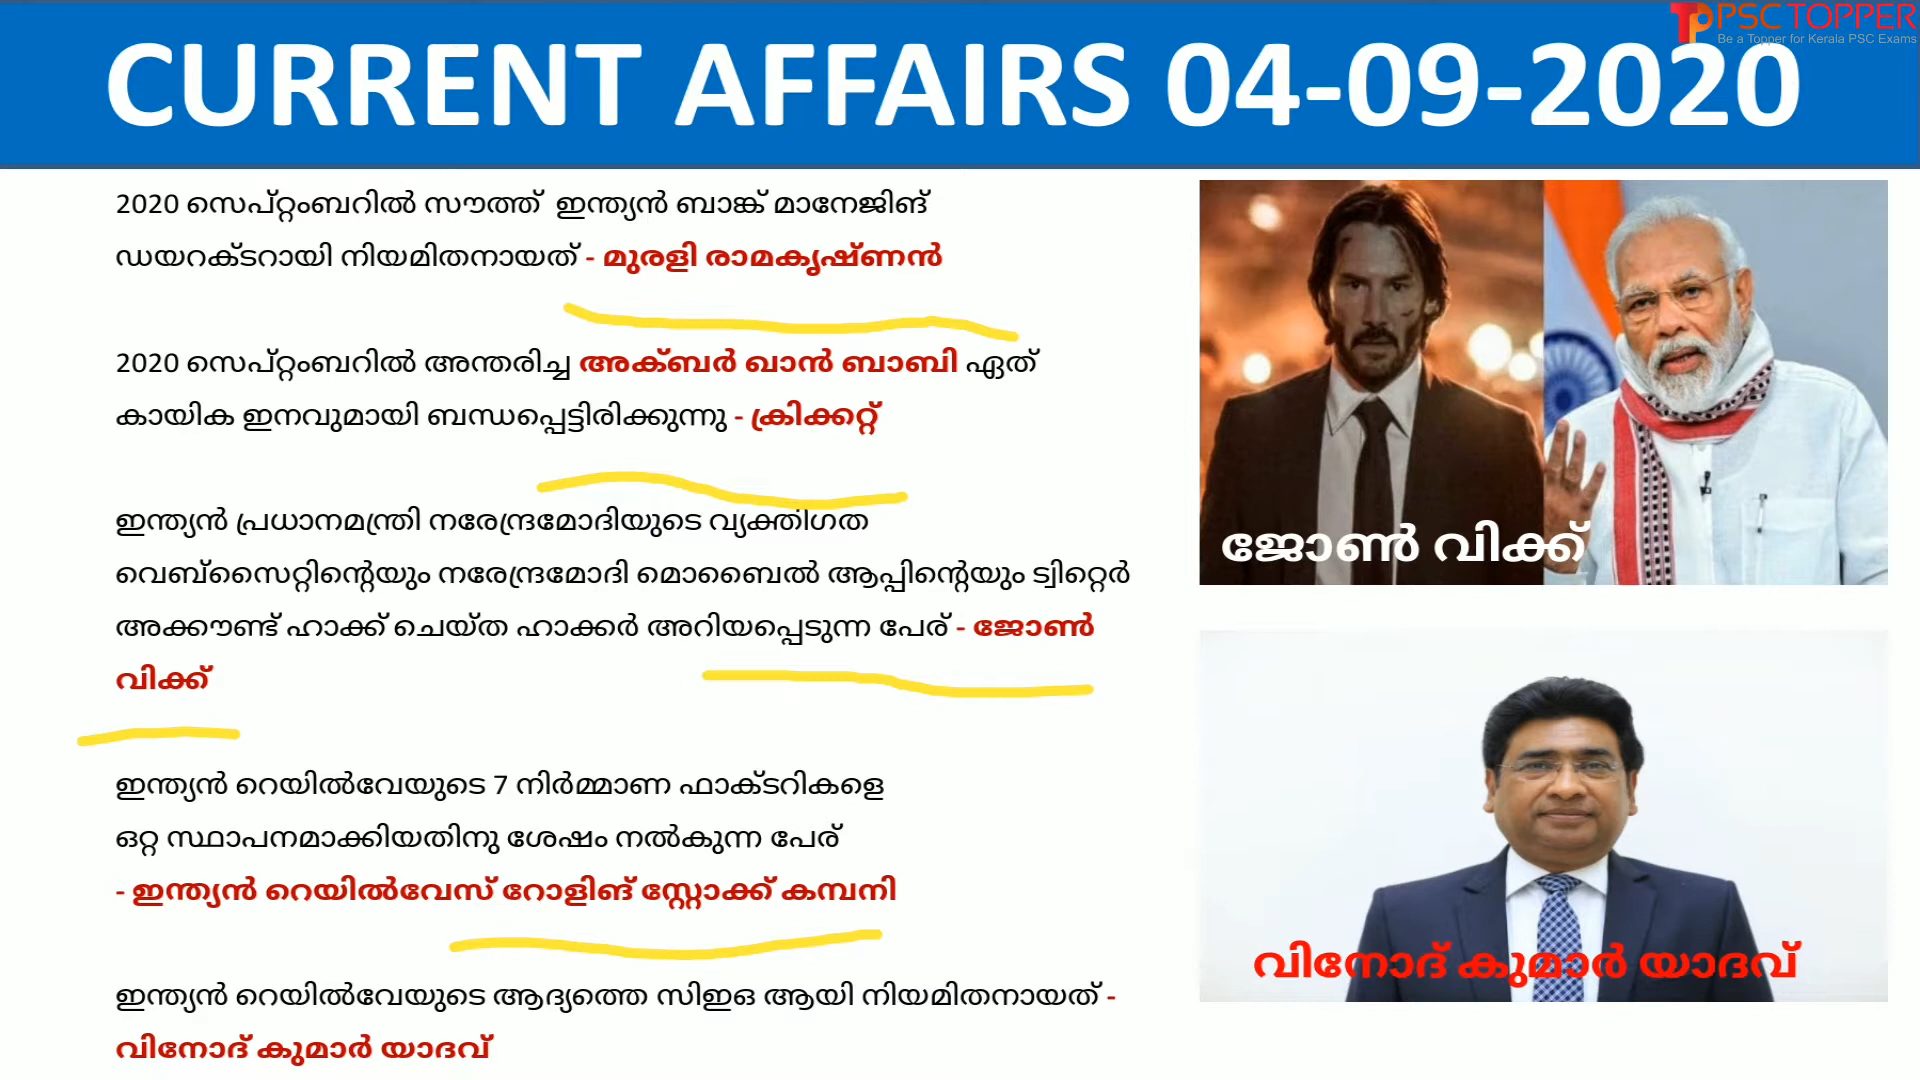 PSC TOPPER
Be a Topper for Kerala PSC Exams
CURRENT AFFAIRS 04-09-2020
2020 സെപ്റ്റംബറിൽ സൗത്ത് ഇന്ത്യൻ ബാങ്ക് മാനേജിങ്
ഡയറക്ടറായി നിയമിതനായത് - മുരളി രാമകൃഷ്ണൻ
2020 സെപ്റ്റംബറിൽ അന്തരിച്ച അക്ബർ ഖാൻ ബാബി ഏത്
കായിക ഇനവുമായി ബന്ധപ്പെട്ടിരിക്കുന്നു - ക്രിക്കറ്റ്
ഇന്ത്യൻ പ്രധാനമന്ത്രി നരേന്ദ്രമോദിയുടെ വ്യക്തിഗത
വെബ്സൈറ്റിന്റെയും നരേന്ദ്രമോദി മൊബൈൽ ആപ്പിന്റെയും ട്വിറ്റെർ
അക്കൗണ്ട് ഹാക്ക് ചെയ്ത ഹാക്കർ അറിയപ്പെടുന്ന പേര് - ജോൺ
വിക്ക്
ഇന്ത്യൻ റെയിൽവേയുടെ 7 നിർമ്മാണ ഫാക്ടറികളെ
ഒറ്റ സ്ഥാപനമാക്കിയതിനു ശേഷം നൽകുന്ന പേര്
- ഇന്ത്യൻ റെയിൽവേസ് റോളിങ് സ്റ്റോക്ക് കമ്പനി
ഇന്ത്യൻ റെയിൽവേയുടെ ആദ്യത്തെ സിഇഒ ആയി നിയമിതനായത് -
വിനോദ് കുമാർ യാദവ്
ജോൺ വിക്ക്
വിനോദ് കുമാർ യാദവ്